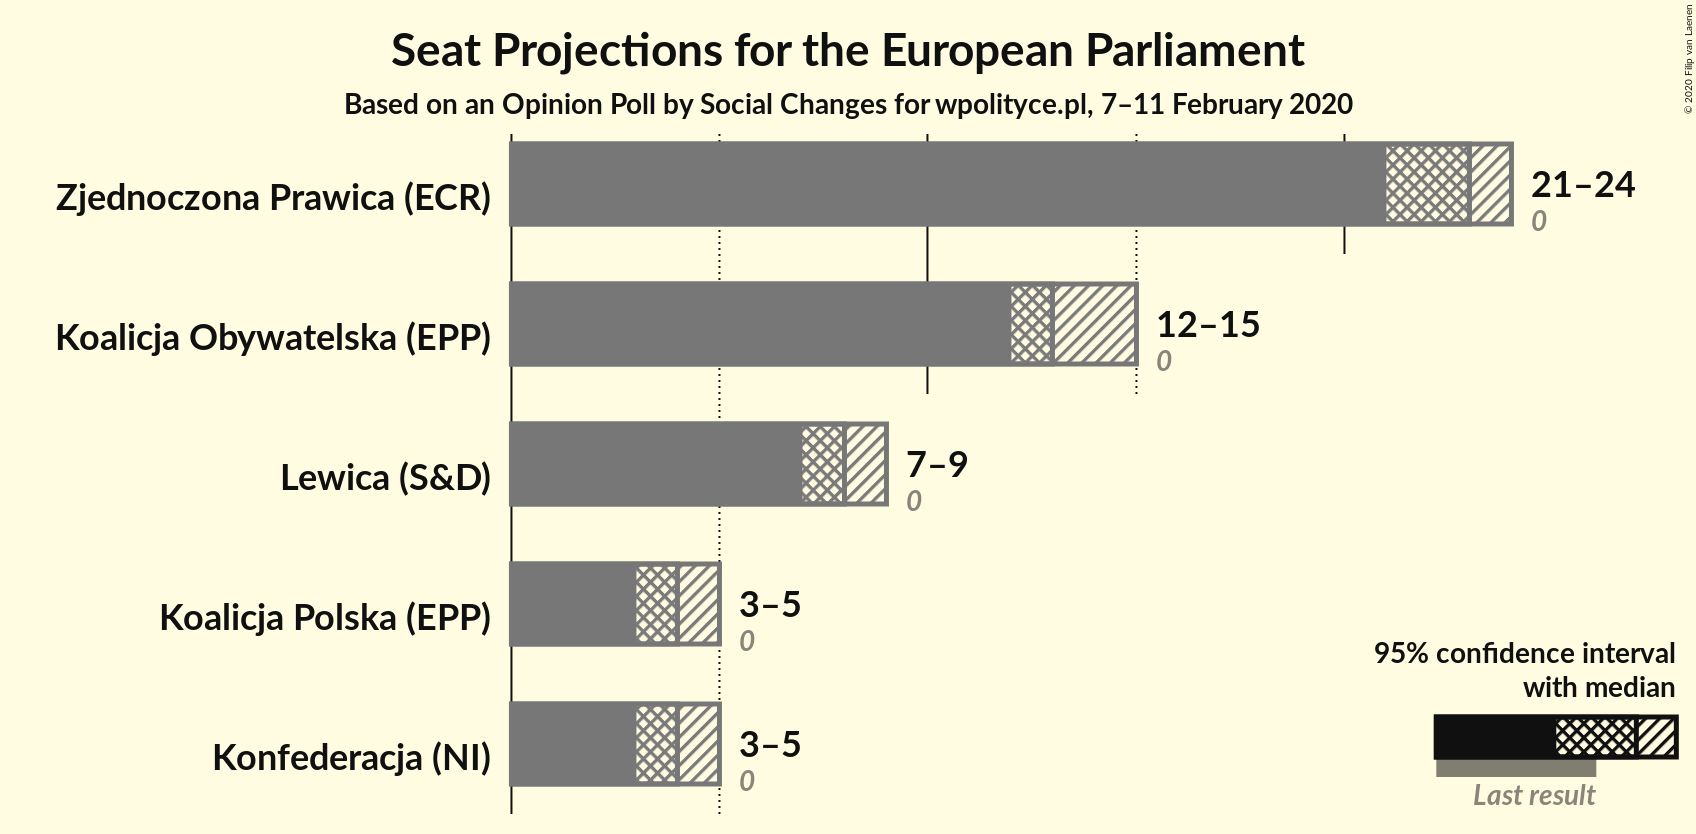 Seat Projections for the European Parliament
Based on an Opinion Poll by Social Changes for wpolityce.pl, 7–11 February 2020
© 2020 Filip van Laenen
Zjednoczona Prawica (ECR)
21–24
0
Koalicja Obywatelska (EPP)
12–15
0
Lewica (S&D)
7–9
0
Koalicja Polska (EPP)
3–5
0
Konfederacja (NI)
3–5
0
95% confidence interval
with median
Last result